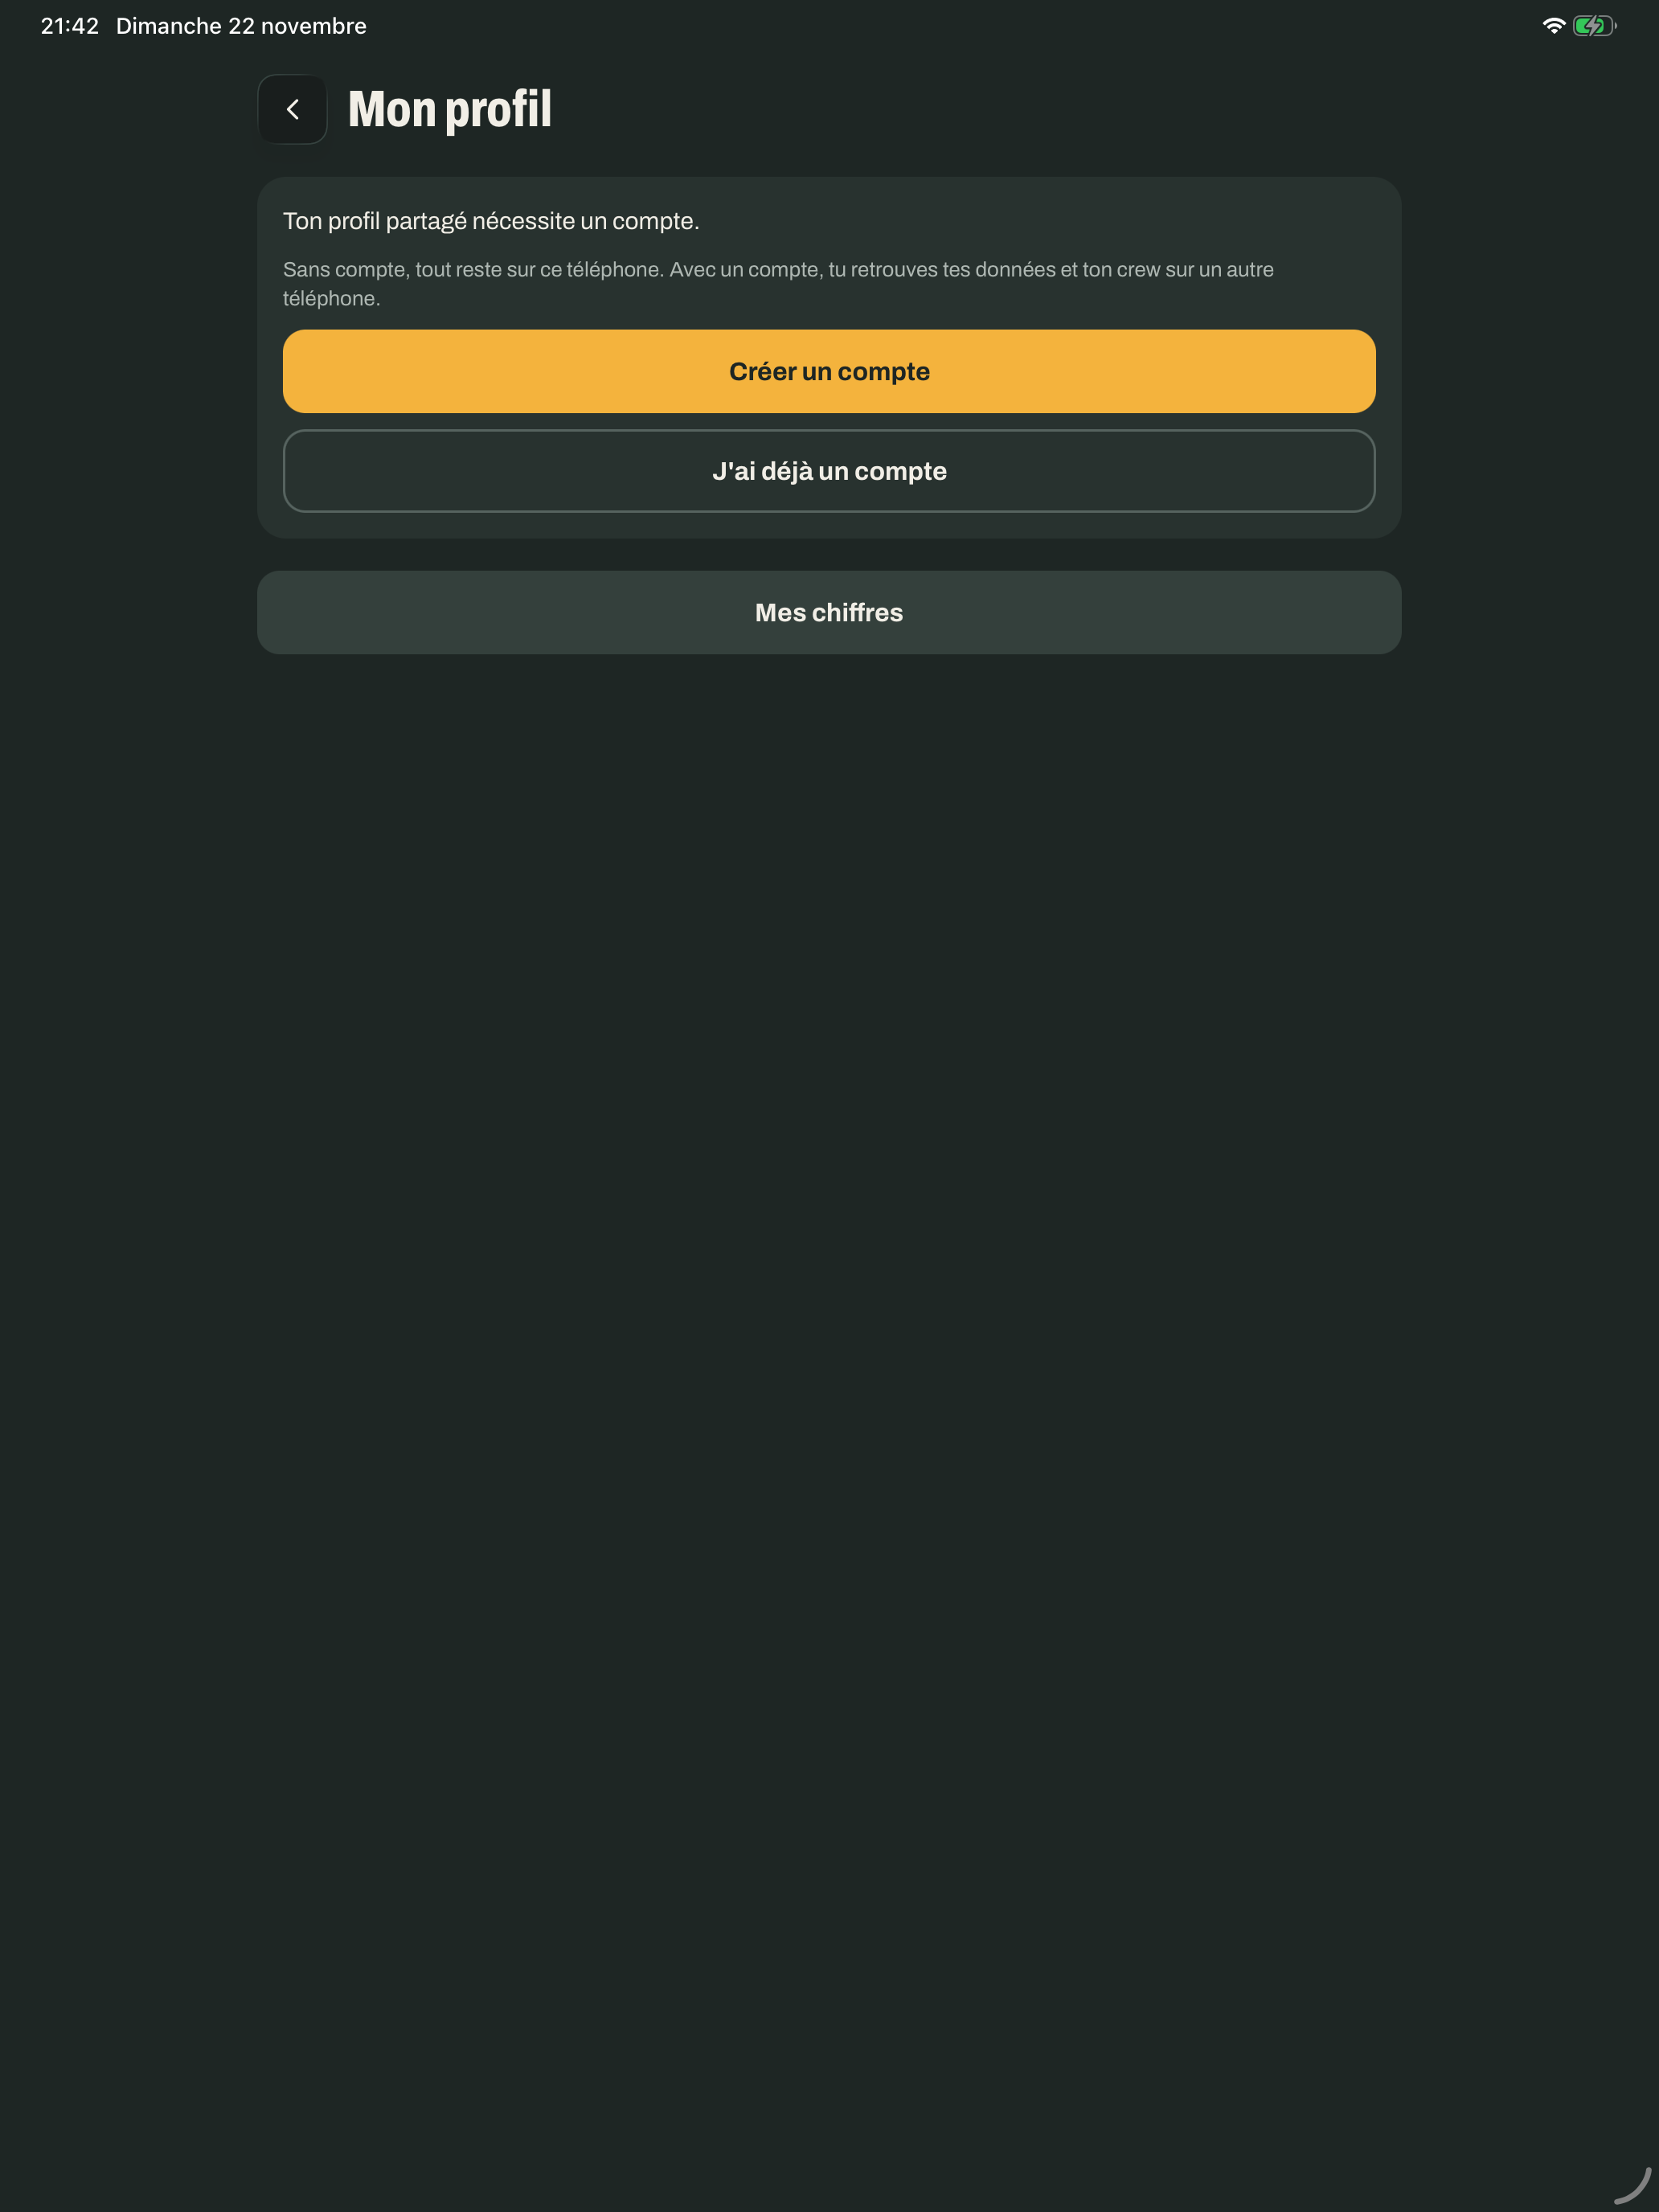 21:42 Dimanche 22 novembre
Mon profil
Ton profil partagé nécessite un compte.
Sans compte, tout reste sur ce téléphone. Avec un compte, tu retrouves tes données et ton crew sur un autre
téléphone.
Créer un compte
J'ai déjà un compte
Mes chiffres